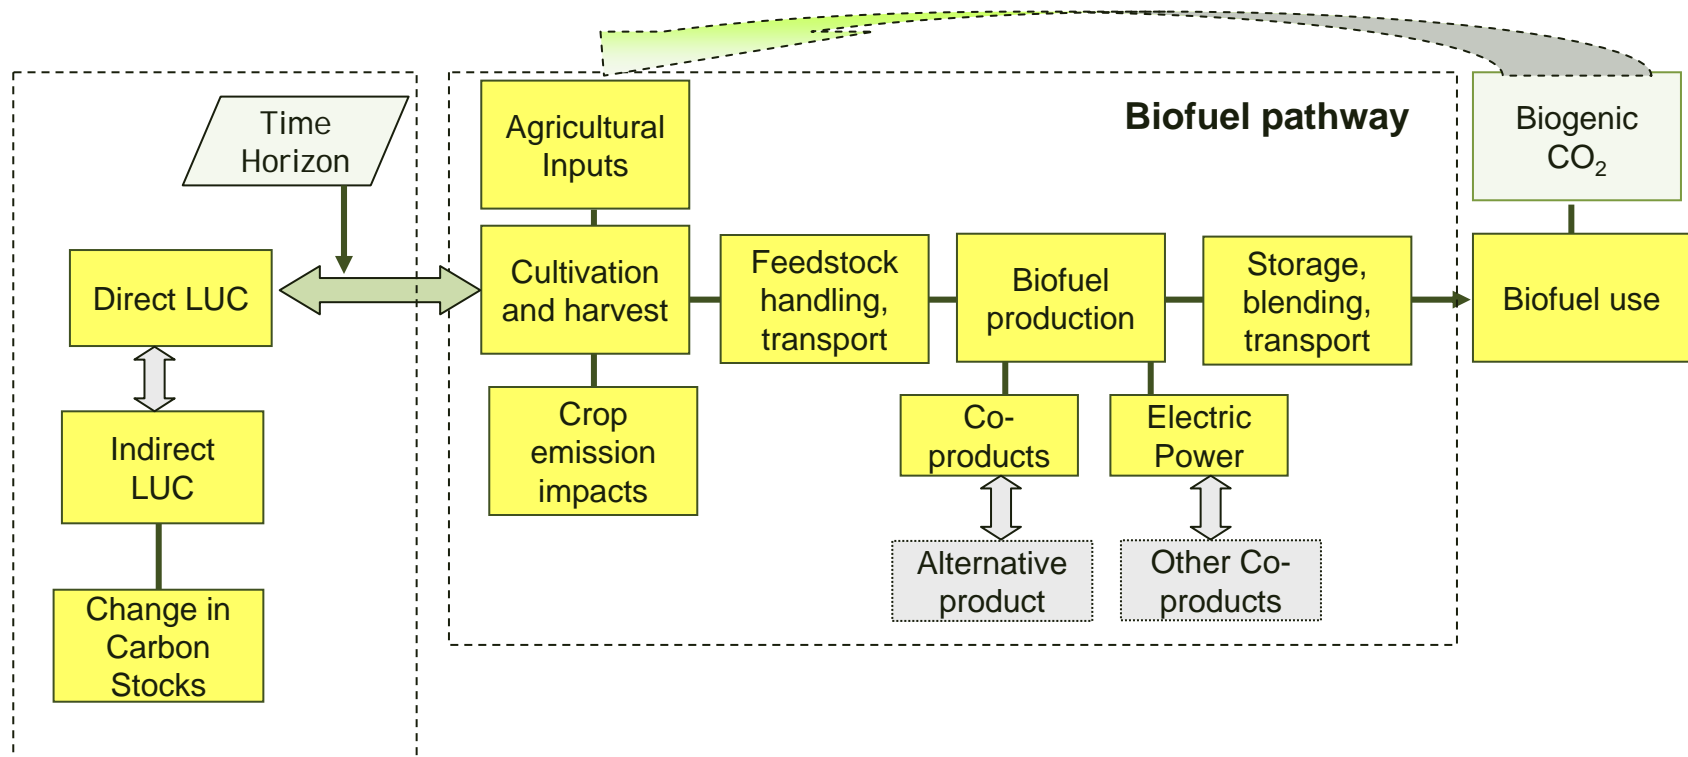 Time
Horizon
Direct LUC
Indirect
LUC
Change in
Carbon
Stocks
Biofuel pathway
Agricultural
Inputs
Cultivation
and harvest
Crop
emission
impacts
Feedstock
handling,
transport
Biofuel
production
Co-
products
Electric
Power
Alternative
product
Other Co-
products
Storage,
blending,
transport
Biogenic
CO₂
Biofuel use